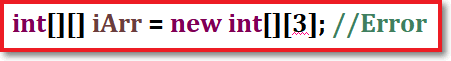 int[][] iArr = new int[][3]; //Error